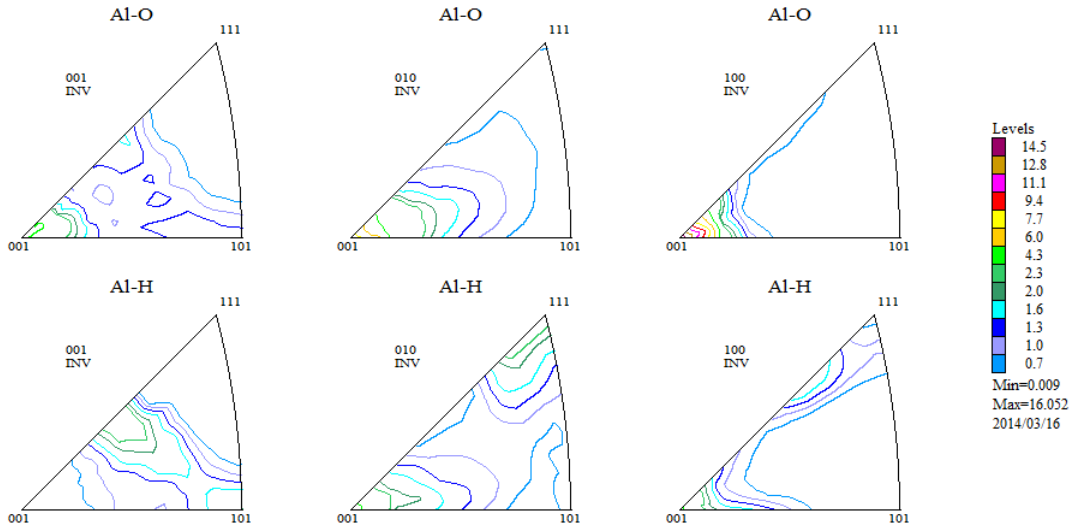 Al-O
111
001
INV
001
101
Al-O
111
010
INV
001
101
Al-O
111
100
INV
001
101
Al-H
111
001
INV
001
101
Al-H
111
010
INV
001
101
Al-H
111
100
INV
001
101
Levels
14.5
12.8
11.1
9.4
7.7
6.0
4.3
2.3
2.0
1.6
1.3
1.0
0.7
Min=0.009
Max=16.052
2014/03/16